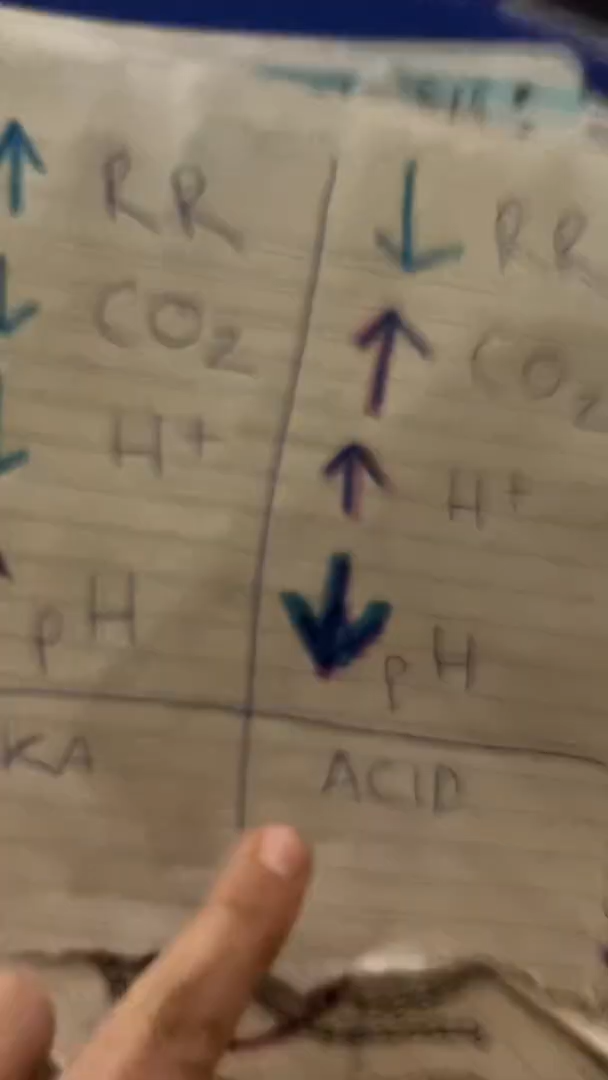 ↑ RR
↓ CO₂
↓ H+
pH
KA
↓ RR
↑ CO₂
↑ H+
↓ pH
ACID